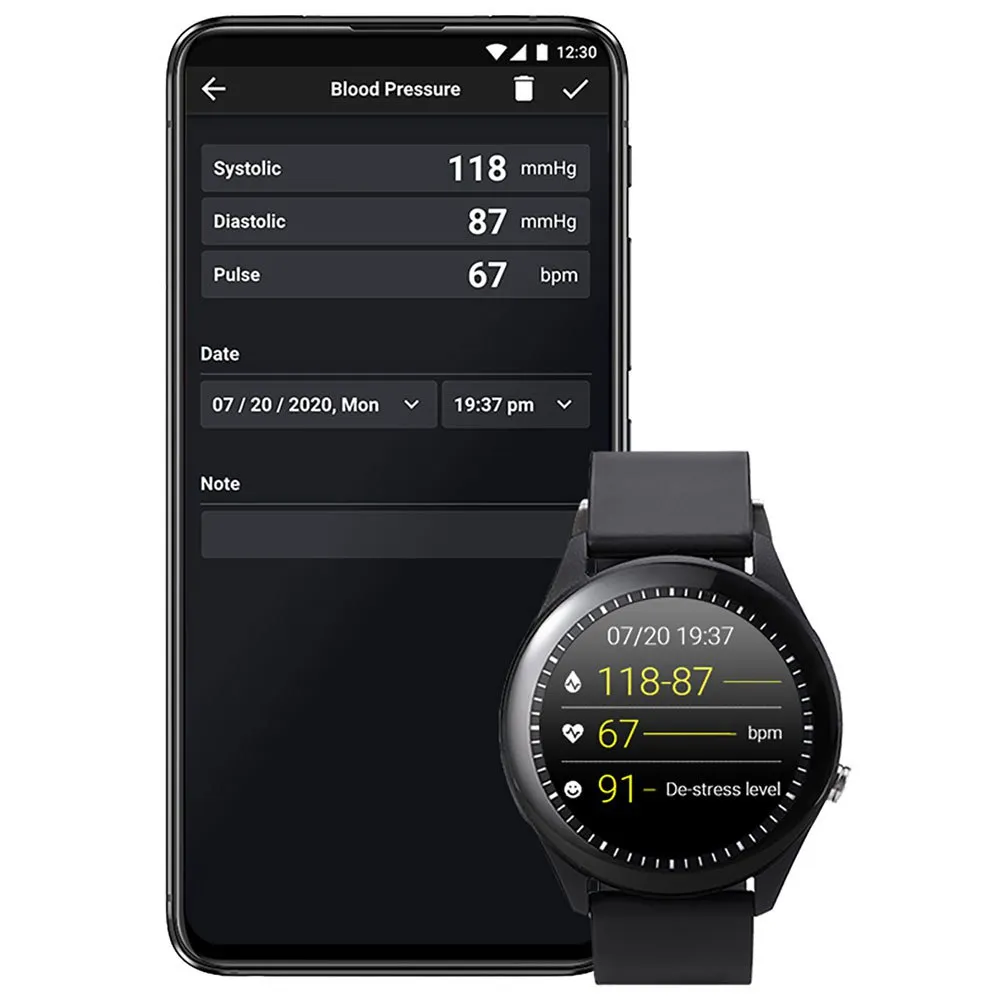 12:30
Blood Pressure
Systolic 118 mmHg
Diastolic 87 mmHg
Pulse 67 bpm
Date
07 / 20 / 2020, Mon 19:37 pm
Note
07/20 19:37
118-87
67 bpm
91 De-stress level